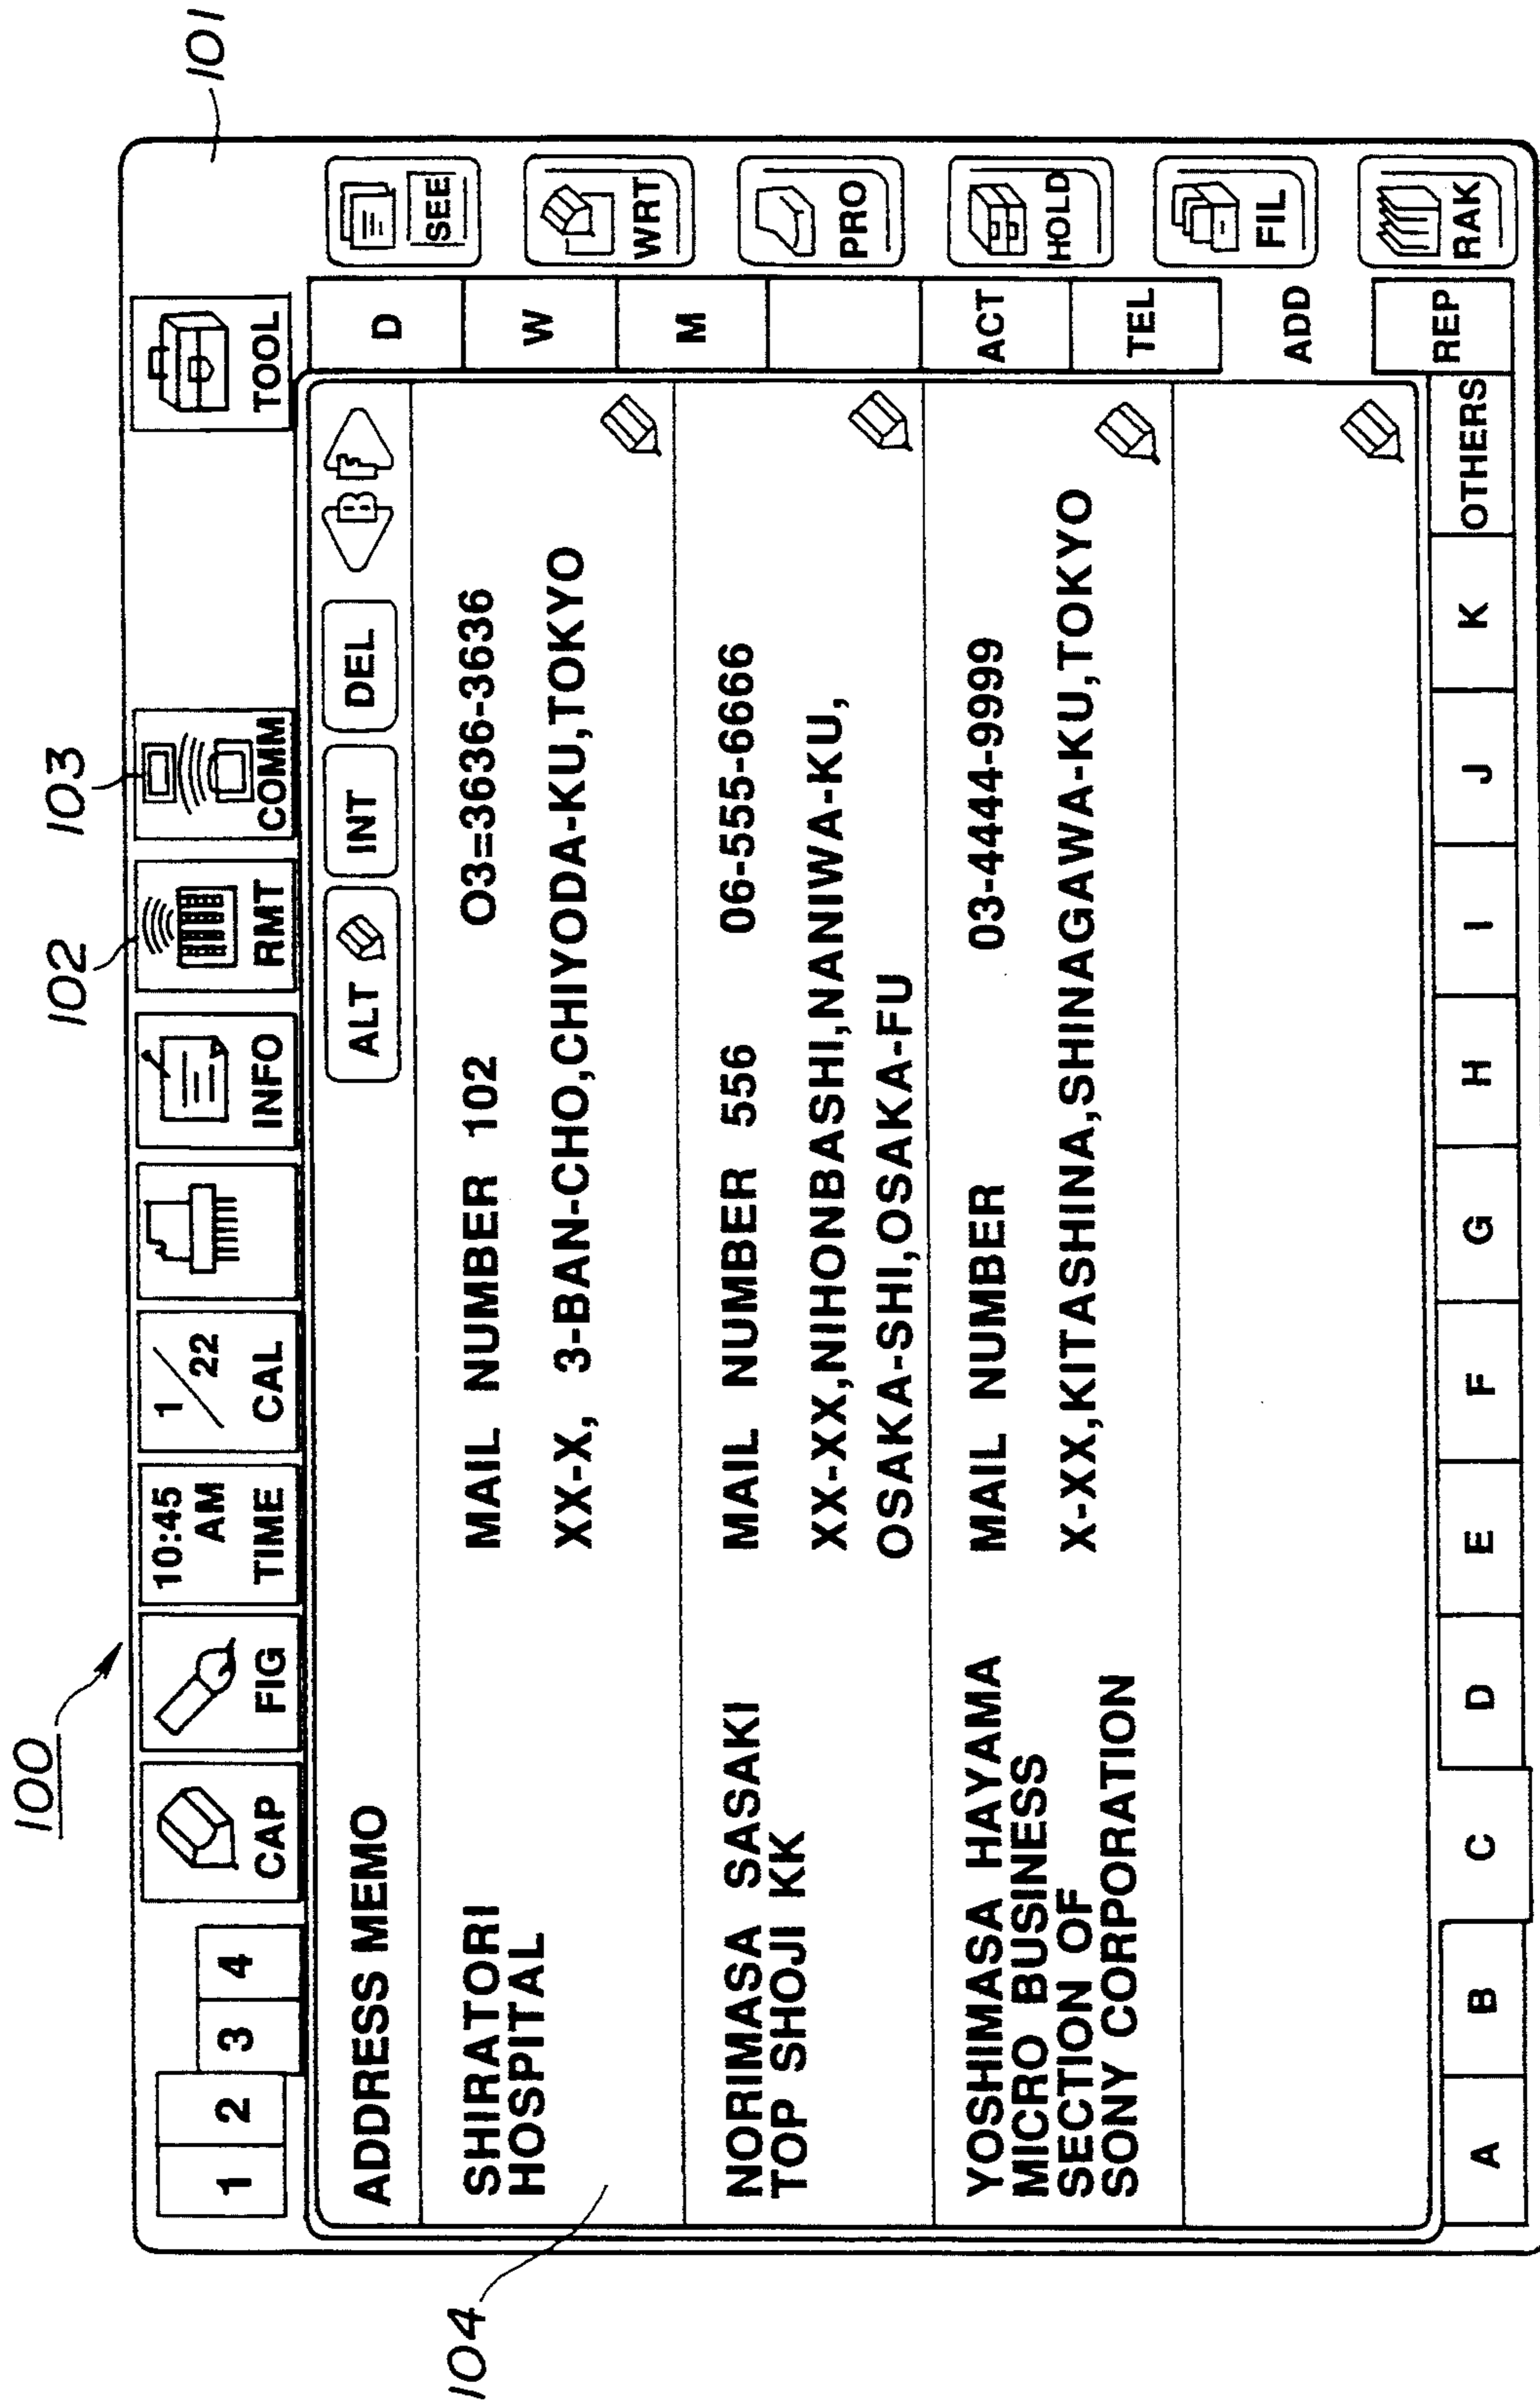 100
102
103
101
1 2 3 4
CAP
FIG
10:45
AM
TIME
1/22
CAL
INFO
RMT
COMM
TOOL
ADDRESS MEMO
ALT
INT
DEL
B
F
SHIRATORI
HOSPITAL
MAIL NUMBER 102 O3=3636-3636
XX-X, 3-BAN-CHO,CHIYODA-KU,TOKYO
NORIMASA SASAKI
TOP SHOJI KK
MAIL NUMBER 556 06-555-6666
XX-XX,NIHONBASHI,NANIWA-KU,
OSAKA-SHI,OSAKA-FU
YOSHIMASA HAYAMA
MICRO BUSINESS
SECTION OF
SONY CORPORATION
MAIL NUMBER 03-4444-9999
X-XX,KITASHINA,SHINAGAWA-KU,TOKYO
104
D
W
M
ACT
TEL
ADD
REP
SEE
WRT
PRO
HOLD
FIL
RAK
A B C D E F G H I J K OTHERS